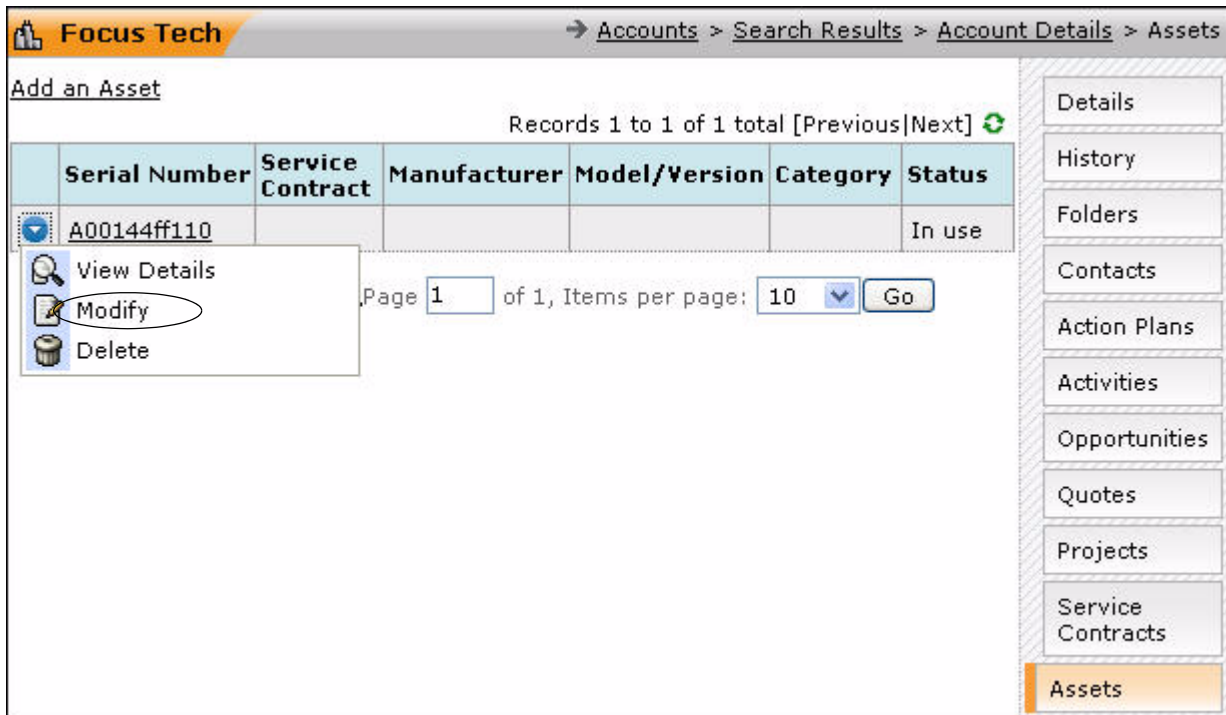 Focus Tech
→ Accounts > Search Results > Account Details > Assets
Add an Asset
Records 1 to 1 of 1 total [Previous|Next]
Serial Number Service Contract Manufacturer Model/Version Category Status
A00144ff110 In use
View Details
Modify
Delete
Page 1 of 1, Items per page: 10 Go
Details
History
Folders
Contacts
Action Plans
Activities
Opportunities
Quotes
Projects
Service
Contracts
Assets